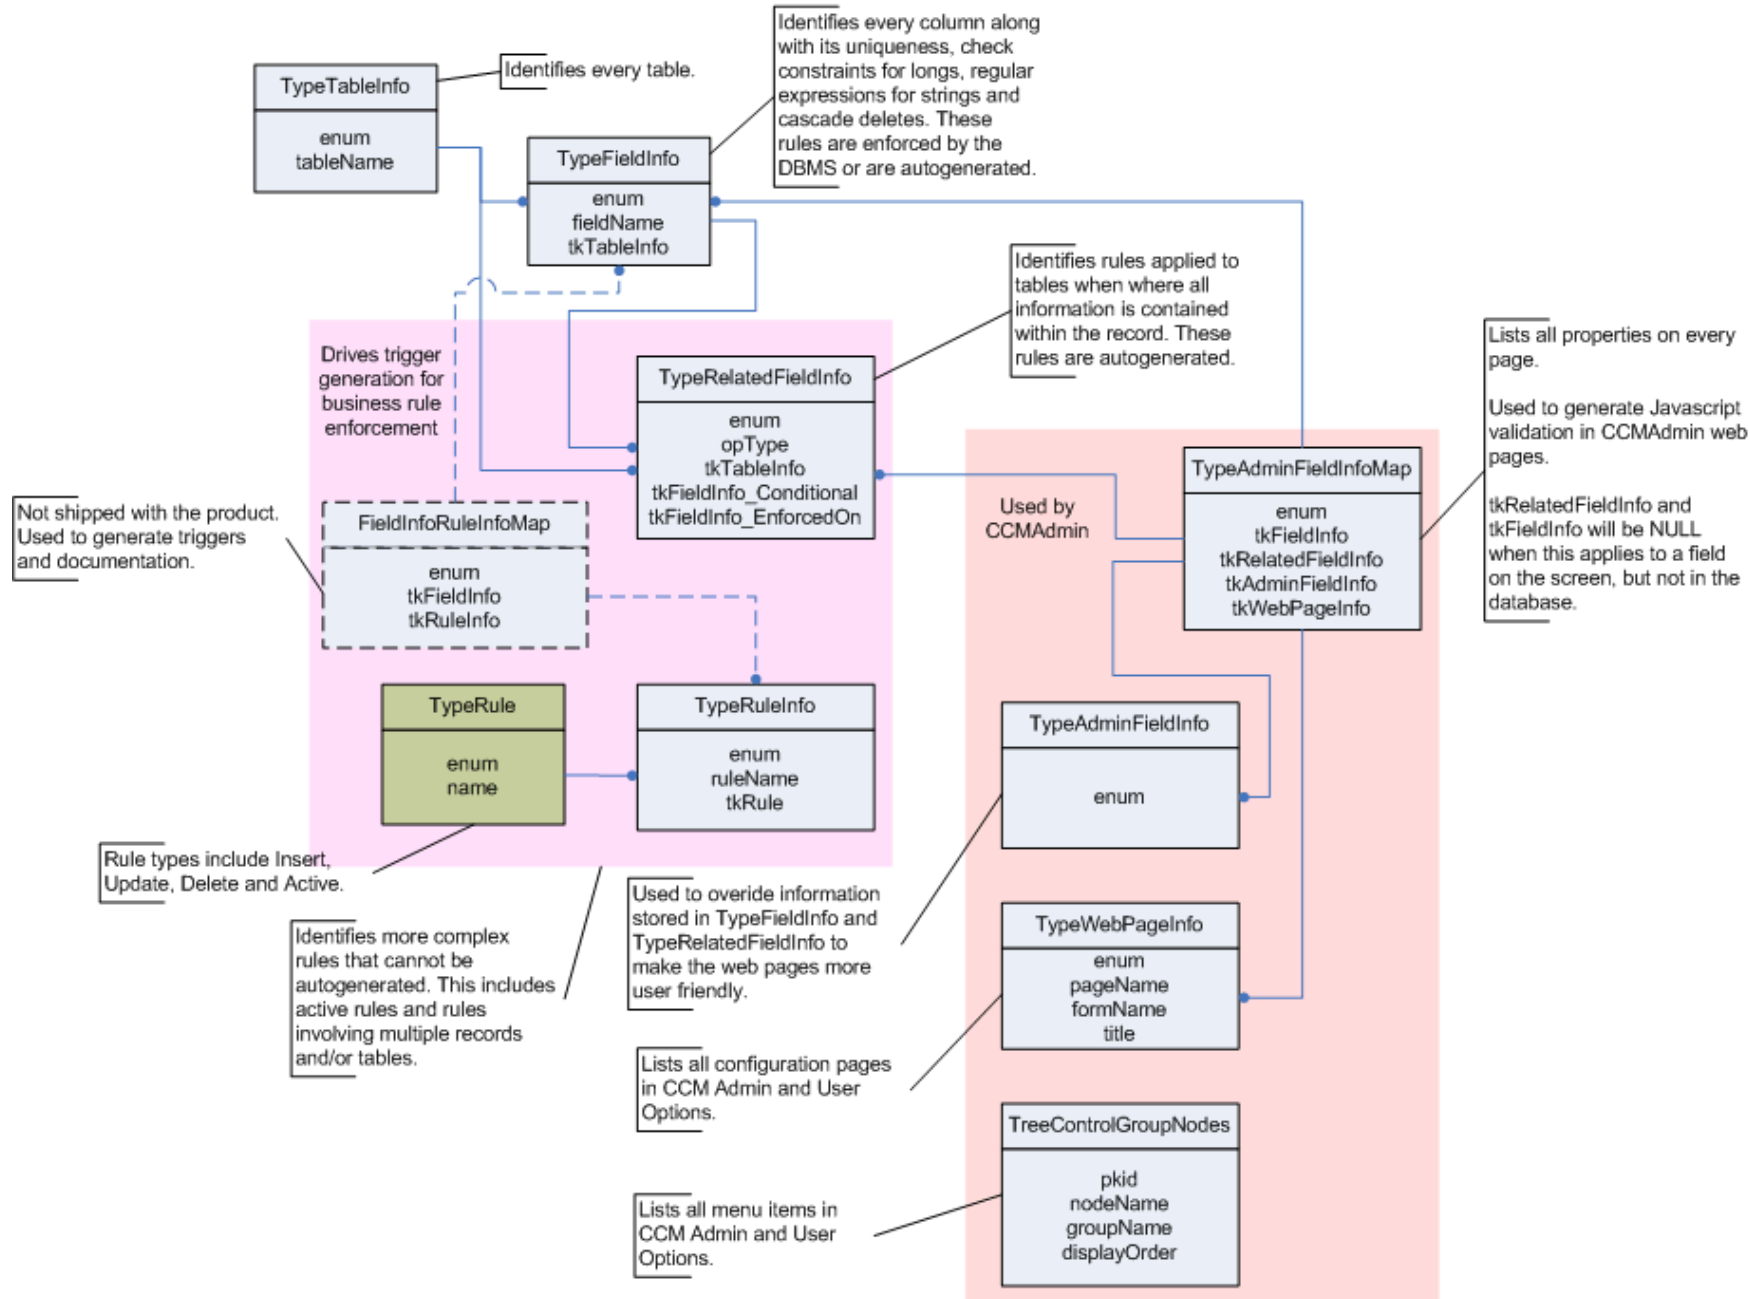 Identifies every column along
with its uniqueness, check
constraints for longs, regular
expressions for strings and
cascade deletes. These
rules are enforced by the
DBMS or are autogenerated.
Identifies every table.
TypeTableInfo
enum
tableName
TypeFieldInfo
enum
fieldName
tkTableInfo
Identifies rules applied to
tables when where all
information is contained
within the record. These
rules are autogenerated.
Drives trigger
generation for
business rule
enforcement
TypeRelatedFieldInfo
enum
opType
tkTableInfo
tkFieldInfo_Conditional
tkFieldInfo_EnforcedOn
Lists all properties on every
page.
Used to generate Javascript
validation in CCMAdmin web
pages.
tkRelatedFieldInfo and
tkFieldInfo will be NULL
when this applies to a field
on the screen, but not in the
database.
Used by
CCMAdmin
TypeAdminFieldInfoMap
enum
tkFieldInfo
tkRelatedFieldInfo
tkAdminFieldInfo
tkWebPageInfo
Not shipped with the product.
Used to generate triggers
and documentation.
FieldInfoRuleInfoMap
enum
tkFieldInfo
tkRuleInfo
TypeRule
enum
name
TypeRuleInfo
enum
ruleName
tkRule
TypeAdminFieldInfo
enum
Rule types include Insert,
Update, Delete and Active.
Identifies more complex
rules that cannot be
autogenerated. This includes
active rules and rules
involving multiple records
and/or tables.
Used to overide information
stored in TypeFieldInfo and
TypeRelatedFieldInfo to
make the web pages more
user friendly.
TypeWebPageInfo
enum
pageName
formName
title
Lists all configuration pages
in CCM Admin and User
Options.
TreeControlGroupNodes
pkid
nodeName
groupName
displayOrder
Lists all menu items in
CCM Admin and User
Options.